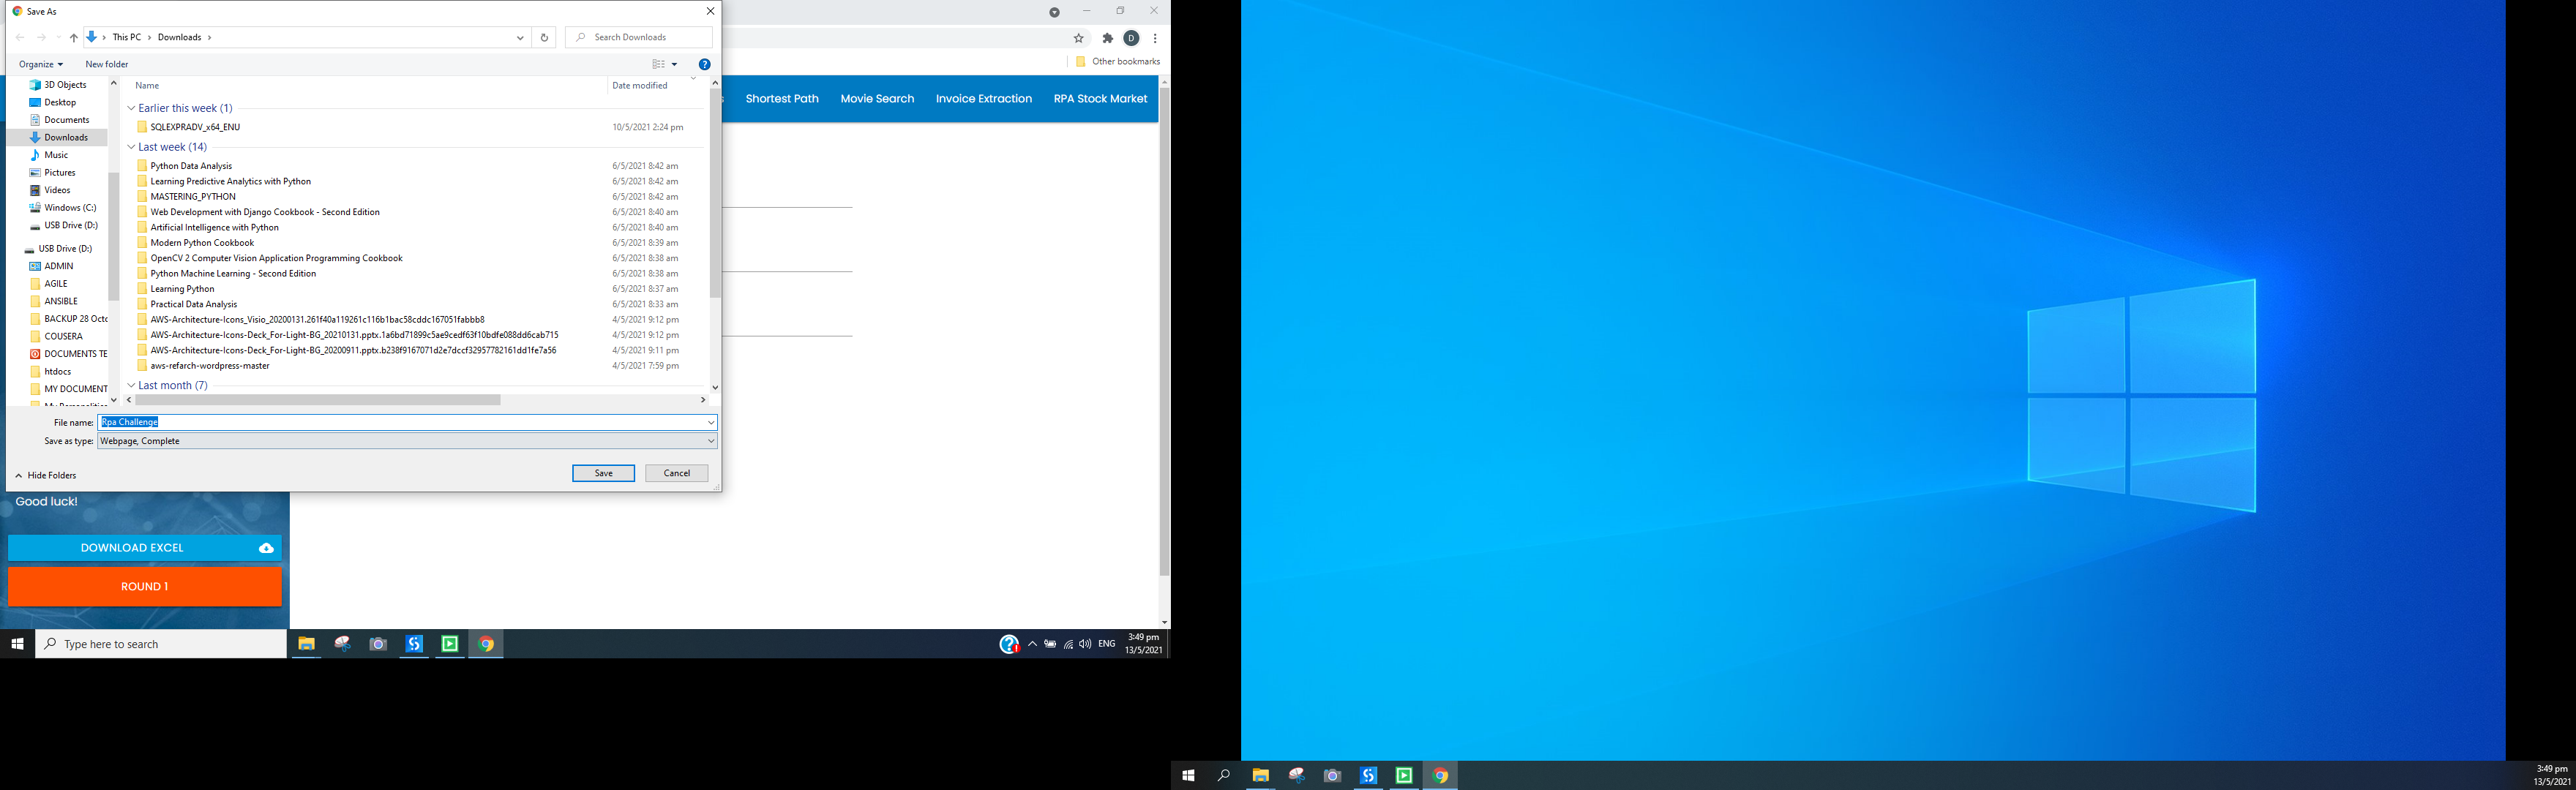 Save As
This PC > Downloads >
Search Downloads
Organize
New folder
?
D
Other bookmarks
3D Objects
Desktop
Documents
Downloads
Music
Pictures
Videos
Windows (C:)
USB Drive (D:)
USB Drive (D:)
ADMIN
AGILE
ANSIBLE
BACKUP 28 Octo
COUSERA
DOCUMENTS TE
htdocs
MY DOCUMENT
Name Date modified
Earlier this week (1)
SQLEXPRADV_x64_ENU 10/5/2021 2:24 pm
Last week (14)
Python Data Analysis 6/5/2021 8:42 am
Learning Predictive Analytics with Python 6/5/2021 8:42 am
MASTERING_PYTHON 6/5/2021 8:42 am
Web Development with Django Cookbook - Second Edition 6/5/2021 8:40 am
Artificial Intelligence with Python 6/5/2021 8:40 am
Modern Python Cookbook 6/5/2021 8:39 am
OpenCV 2 Computer Vision Application Programming Cookbook 6/5/2021 8:38 am
Python Machine Learning - Second Edition 6/5/2021 8:38 am
Learning Python 6/5/2021 8:37 am
Practical Data Analysis 6/5/2021 8:33 am
AWS-Architecture-Icons_Visio_20200131.261f40a119261c116b1bac58cddc167051fabbb8 4/5/2021 9:12 pm
AWS-Architecture-Icons-Deck_For-Light-BG_20210131.pptx.1a6bd71899c5ae9cedf63f10bdfe088dd6cab715 4/5/2021 9:12 pm
AWS-Architecture-Icons-Deck_For-Light-BG_20200911.pptx.b238f9167071d2e7dccf32957782161dd1fe7a56 4/5/2021 9:11 pm
aws-refarch-wordpress-master 4/5/2021 7:59 pm
Last month (7)
File name: Rpa Challenge
Save as type: Webpage, Complete
Hide Folders
Save
Cancel
Shortest Path Movie Search Invoice Extraction RPA Stock Market
Good luck!
DOWNLOAD EXCEL
ROUND 1
Type here to search
ENG
3:49 pm
13/5/2021
3:49 pm
13/5/2021